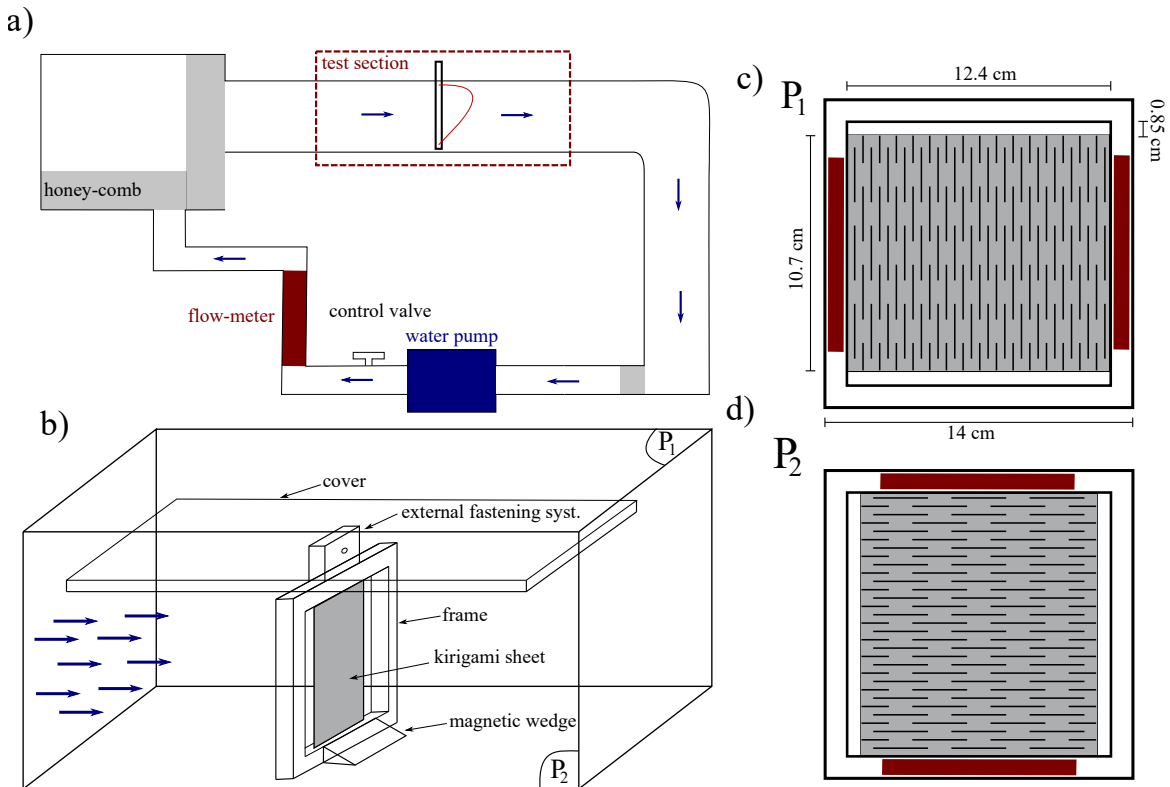 a)
test section
honey-comb
flow-meter
control valve
water pump
b)
P1
cover
external fastening syst.
frame
kirigami sheet
magnetic wedge
P2
c)
P1
12.4 cm
0.85 cm
10.7 cm
14 cm
d)
P2